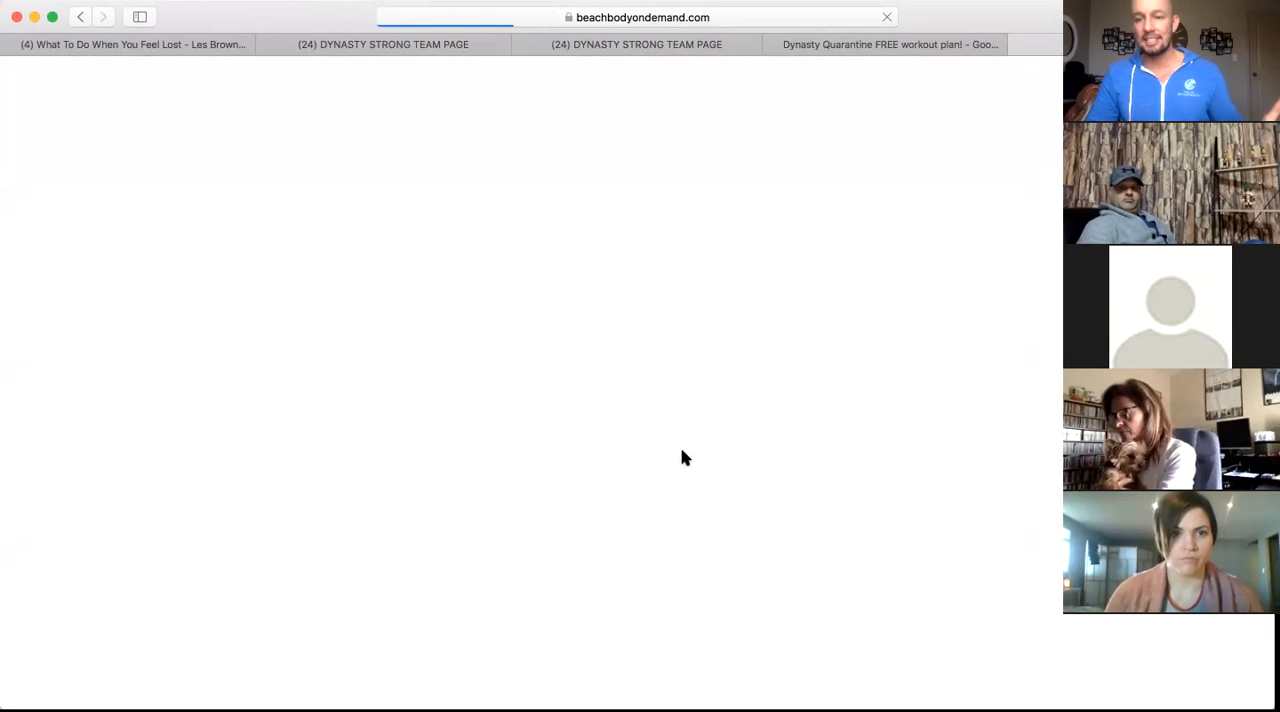 beachbodyondemand.com
(4) What To Do When You Feel Lost - Les Brown...
(24) DYNASTY STRONG TEAM PAGE
(24) DYNASTY STRONG TEAM PAGE
Dynasty Quarantine FREE workout plan! - Goo...